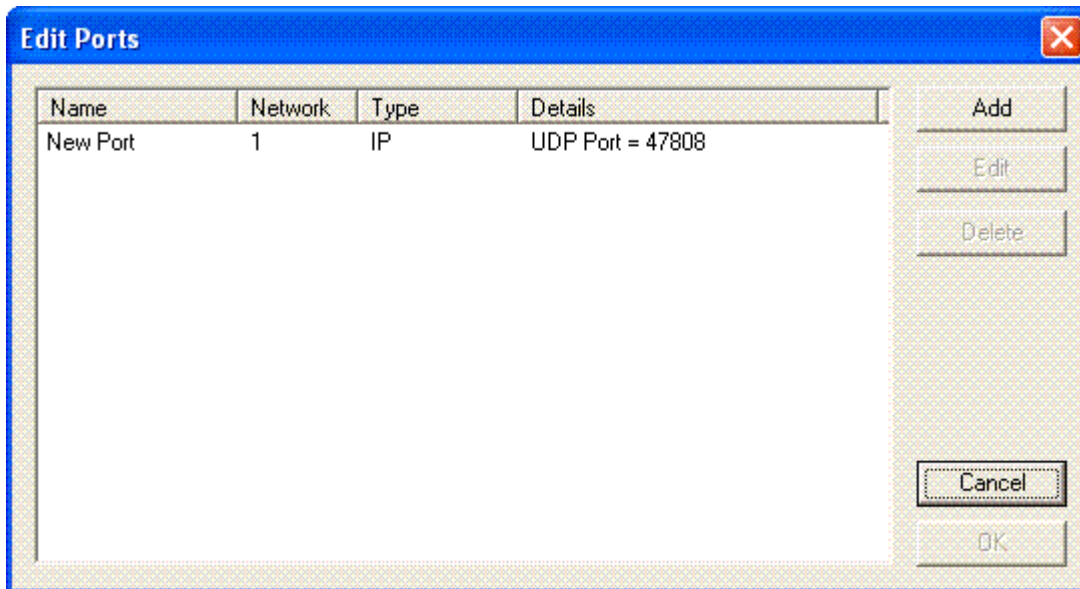 Edit Ports
Name Network Type Details
New Port 1 IP UDP Port = 47808
Add
Edit
Delete
Cancel
OK